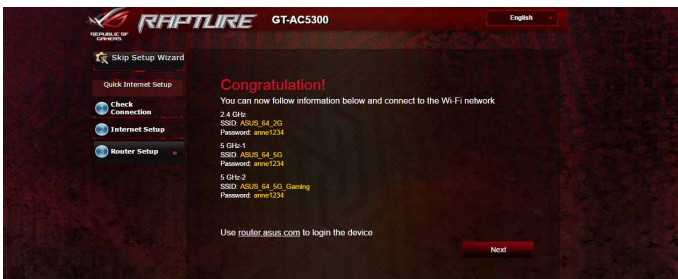 REPUBLIC OF
GAMERS
RAPTURE
GT-AC5300
English
Skip Setup Wizard
Quick Internet Setup
1 Check
Connection
2 Internet Setup
3 Router Setup
Congratulation!
You can now follow information below and connect to the Wi-Fi network
2.4 GHz
SSID: ASUS_64_2G
Password: anne1234
5 GHz-1
SSID: ASUS_64_5G
Password: anne1234
5 GHz-2
SSID: ASUS_64_5G_Gaming
Password: anne1234
Use router.asus.com to login the device
Next